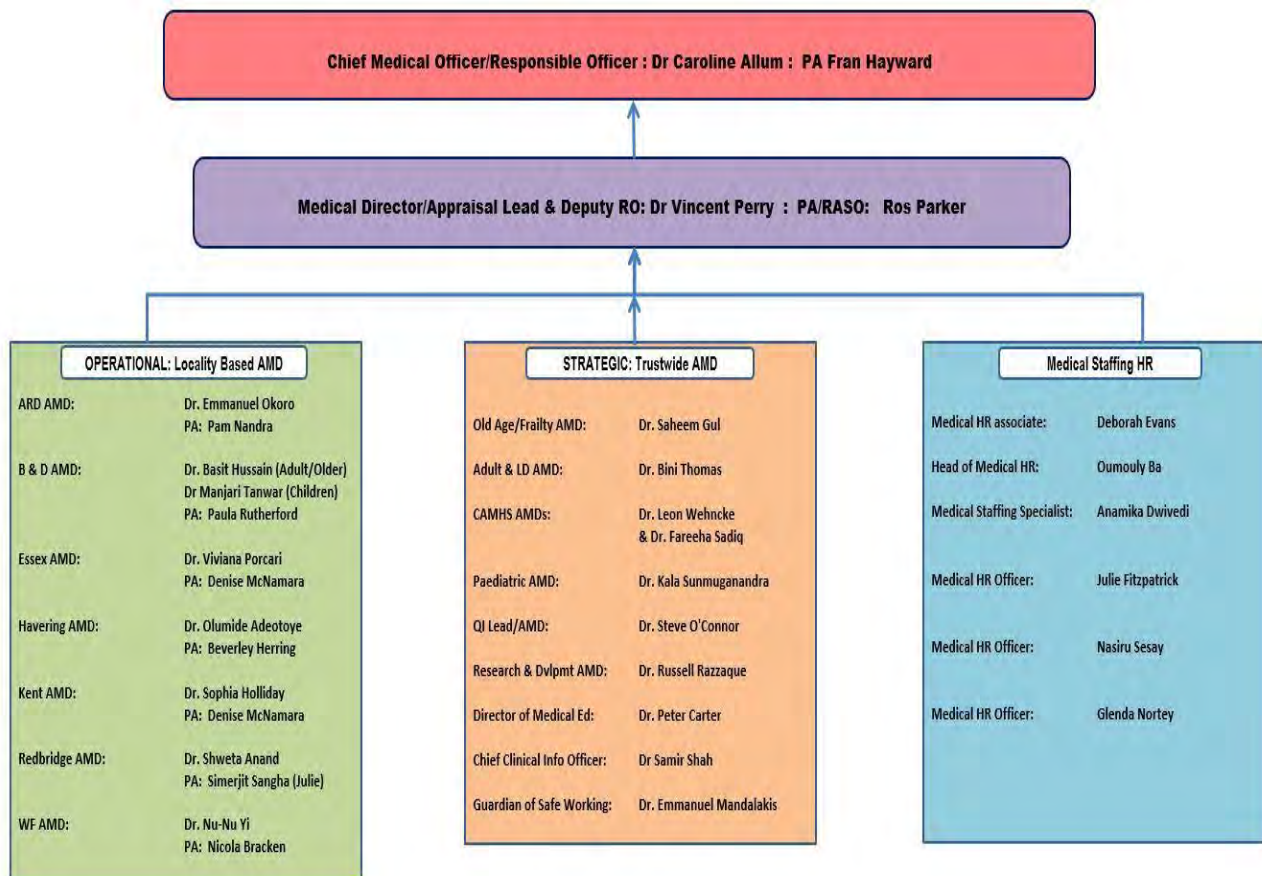 Chief Medical Officer/Responsible Officer : Dr Caroline Allum : PA Fran Hayward
Medical Director/Appraisal Lead & Deputy RO: Dr Vincent Perry : PA/RASO: Ros Parker
OPERATIONAL: Locality Based AMD
ARD AMD: Dr. Emmanuel Okoro
PA: Pam Nandra
B & D AMD: Dr. Basit Hussain (Adult/Older)
Dr Manjari Tanwar (Children)
PA: Paula Rutherford
Essex AMD: Dr. Viviana Porcari
PA: Denise McNamara
Havering AMD: Dr. Olumide Adeotoye
PA: Beverley Herring
Kent AMD: Dr. Sophia Holliday
PA: Denise McNamara
Redbridge AMD: Dr. Shweta Anand
PA: Simerjit Sangha (Julie)
WF AMD: Dr. Nu-Nu Yi
PA: Nicola Bracken
STRATEGIC: Trustwide AMD
Old Age/Frailty AMD: Dr. Saheem Gul
Adult & LD AMD: Dr. Bini Thomas
CAMHS AMDs: Dr. Leon Wehncke
& Dr. Fareeha Sadiq
Paediatric AMD: Dr. Kala Sunmuganandra
QI Lead/AMD: Dr. Steve O'Connor
Research & Dvlpmt AMD: Dr. Russell Razzaque
Director of Medical Ed: Dr. Peter Carter
Chief Clinical Info Officer: Dr Samir Shah
Guardian of Safe Working: Dr. Emmanuel Mandalakis
Medical Staffing HR
Medical HR associate: Deborah Evans
Head of Medical HR: Oumouly Ba
Medical Staffing Specialist: Anamika Dwivedi
Medical HR Officer: Julie Fitzpatrick
Medical HR Officer: Nasiru Sesay
Medical HR Officer: Glenda Nortey